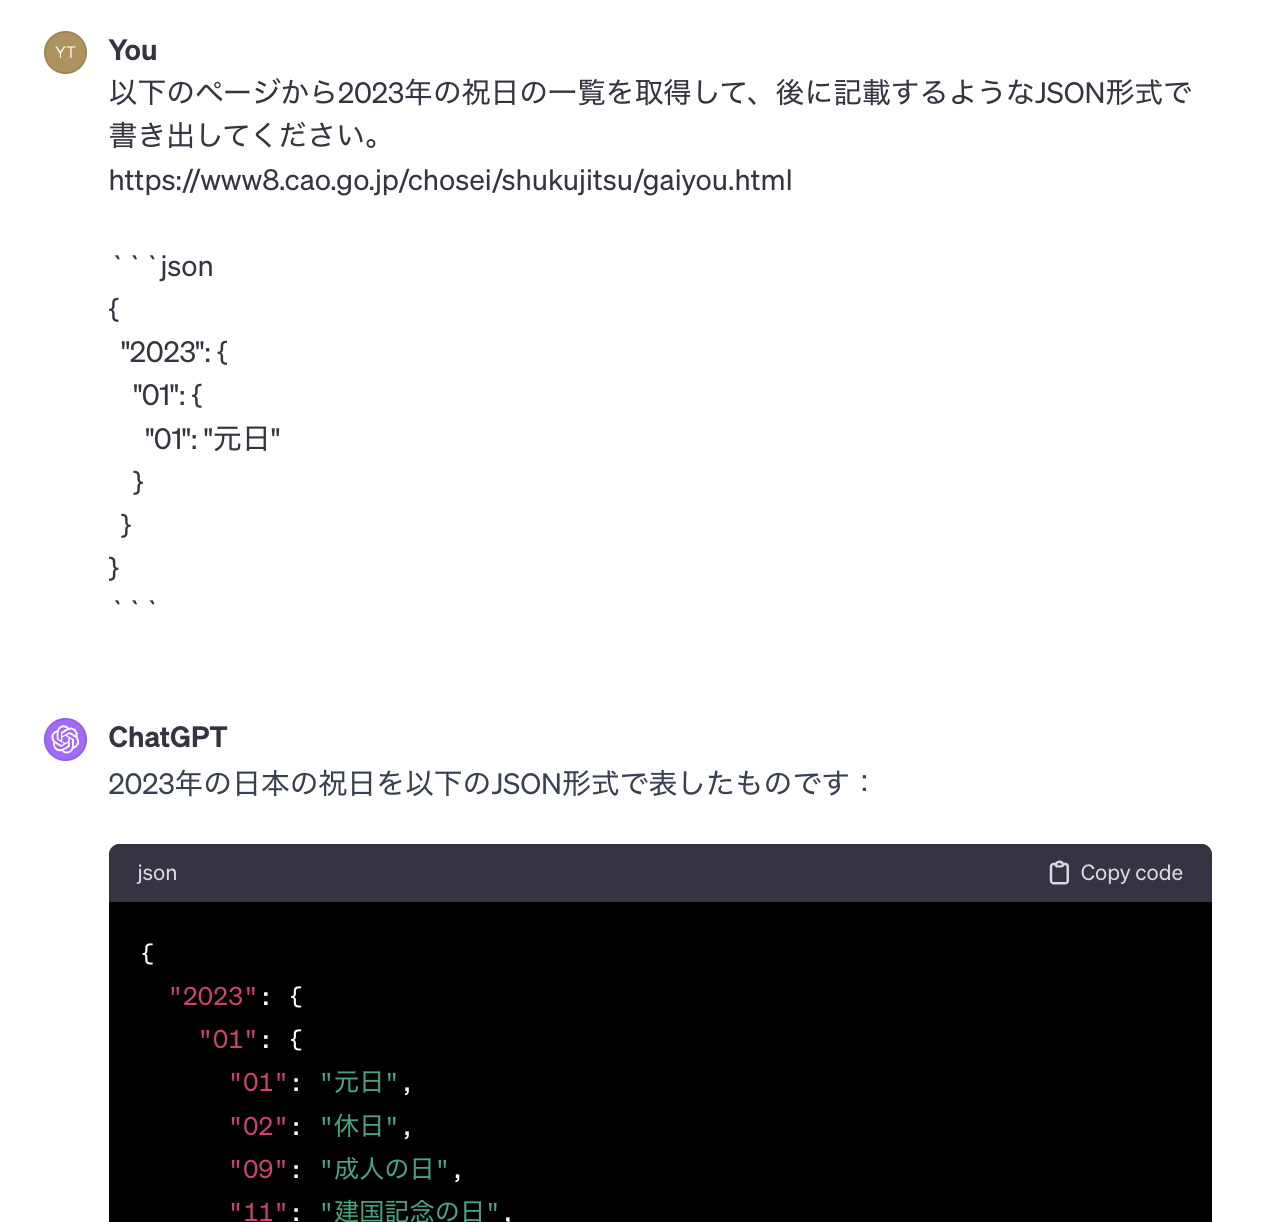 YT
You
以下のページから2023年の祝日の一覧を取得して、後に記載するようなJSON形式で
書き出してください。
https://www8.cao.go.jp/chosei/shukujitsu/gaiyou.html
```json
{
  "2023": {
    "01": {
      "01": "元日"
    }
  }
}
```
ChatGPT
2023年の日本の祝日を以下のJSON形式で表したものです：
json
Copy code
{
  "2023": {
    "01": {
      "01": "元日",
      "02": "休日",
      "09": "成人の日",
      "11": "建国記念の日",